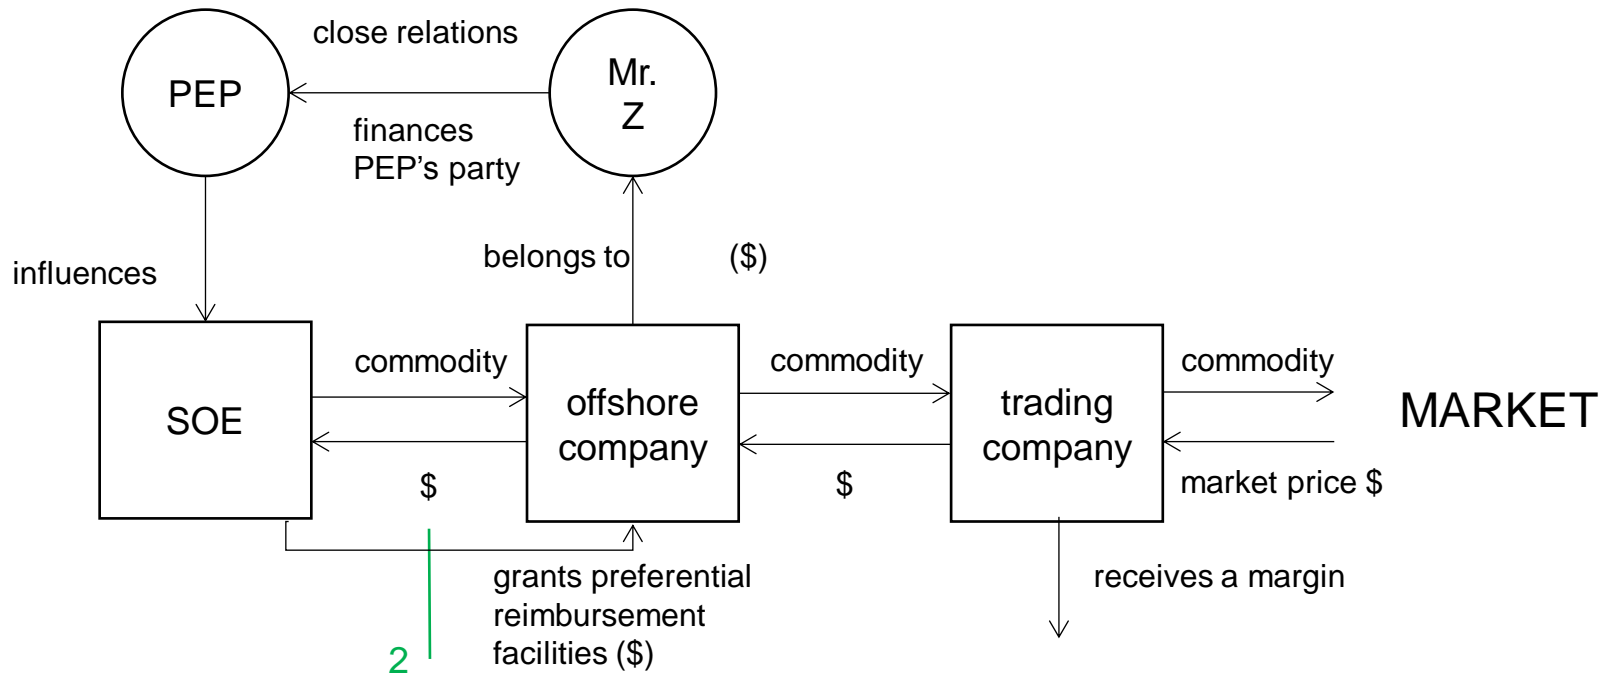 close relations
PEP
Mr.
Z
finances
PEP's party
belongs to
($)
influences
commodity
commodity
commodity
SOE
offshore
company
trading
company
MARKET
$
$
market price $
grants preferential
reimbursement
facilities ($)
receives a margin
2